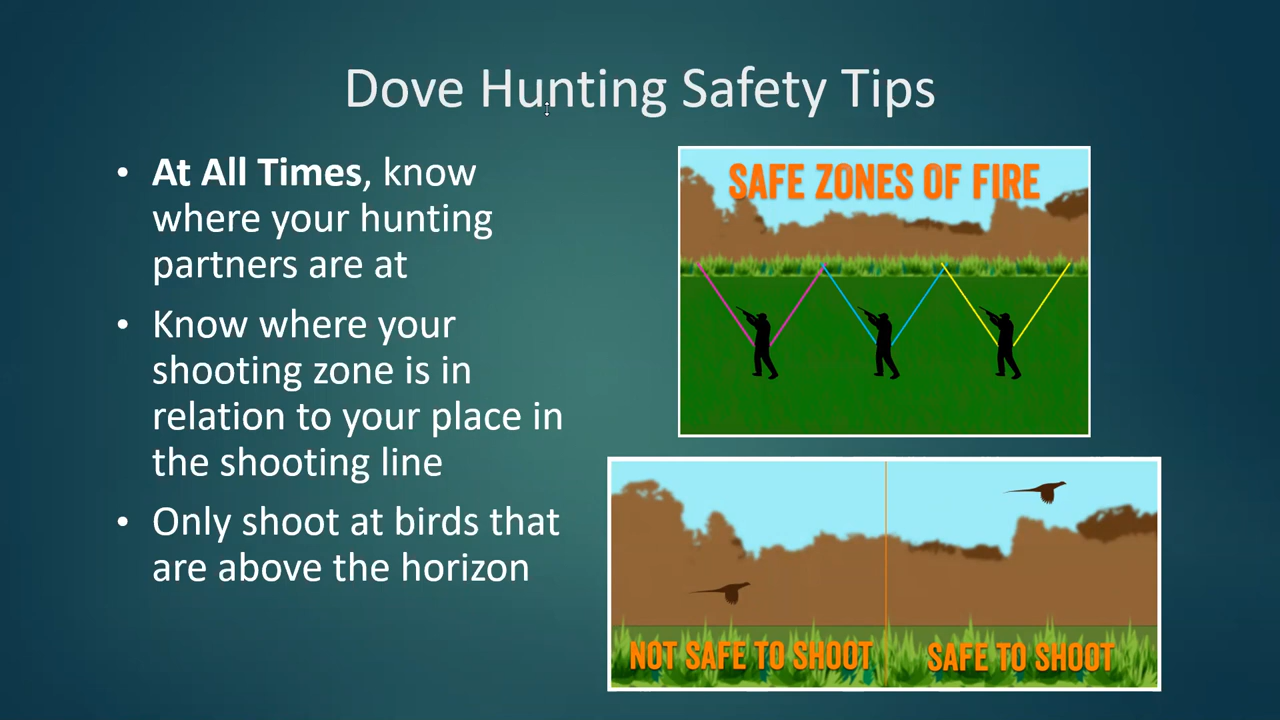 Dove Hunting Safety Tips
• At All Times, know
where your hunting
partners are at
• Know where your
shooting zone is in
relation to your place in
the shooting line
• Only shoot at birds that
are above the horizon
SAFE ZONES OF FIRE
NOT SAFE TO SHOOT
SAFE TO SHOOT